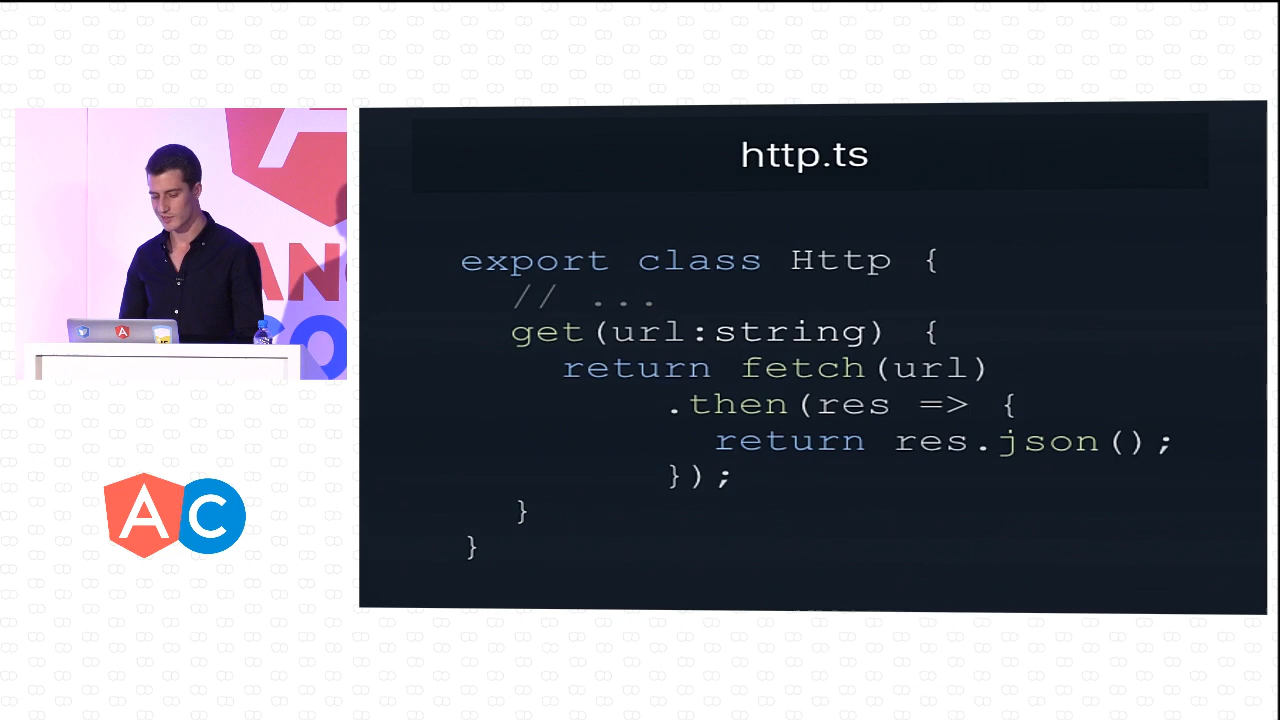 http.ts
export class Http {
// ...
get(url:string) {
return fetch(url)
.then(res => {
return res.json();
});
}
}
AC